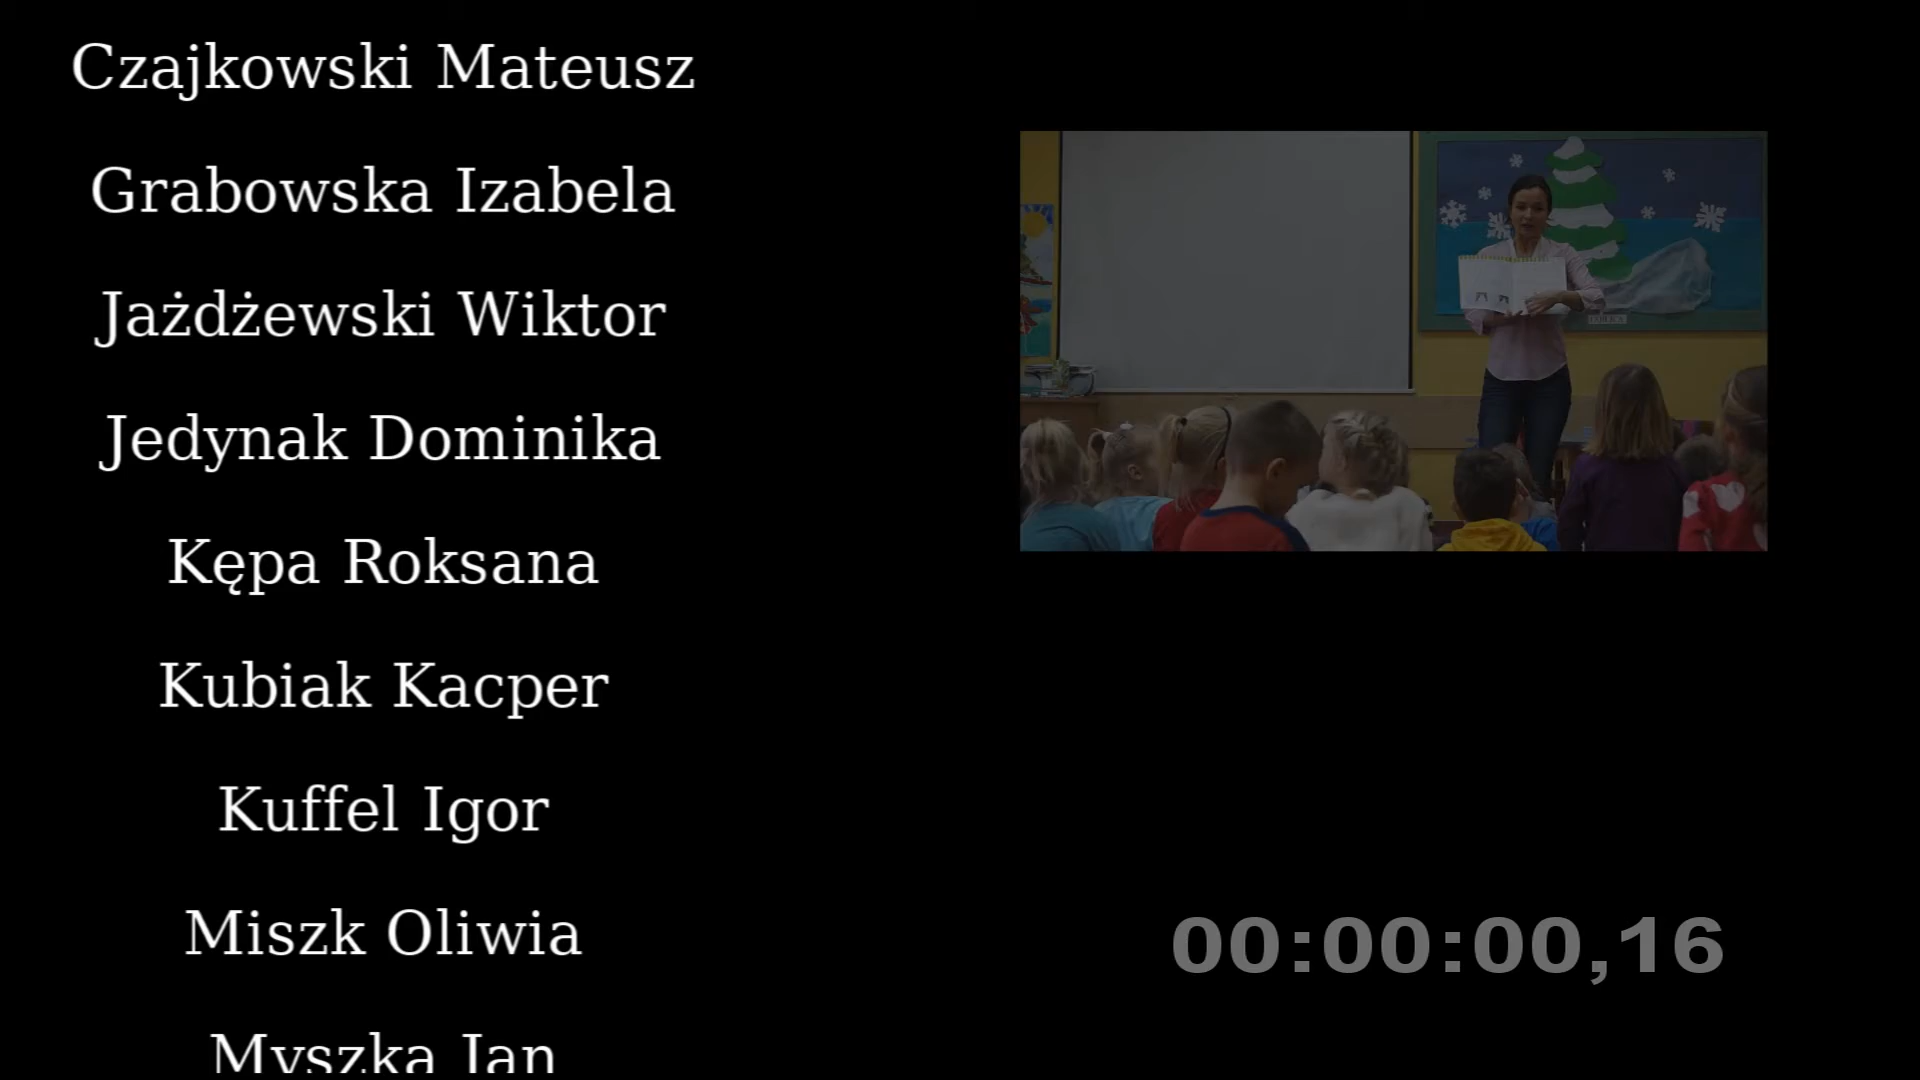 Czajkowski Mateusz
Grabowska Izabela
Jażdżewski Wiktor
Jedynak Dominika
Kępa Roksana
Kubiak Kacper
Kuffel Igor
Miszk Oliwia
Myszka Jan
00:00:00,16